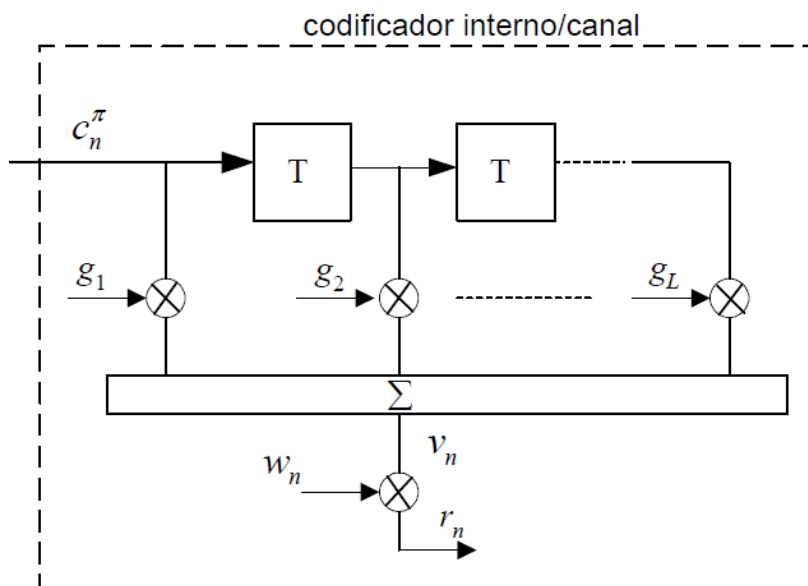 codificador interno/canal
c_n^π
T T
g_1 g_2 g_L
Σ
v_n
w_n
r_n